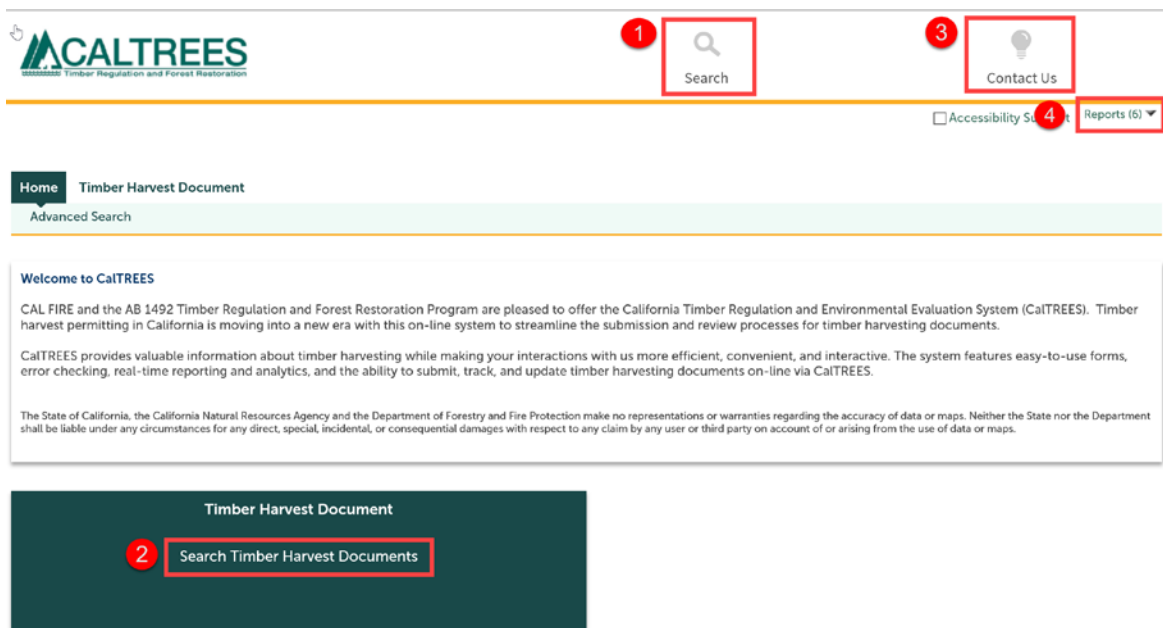 CALTREES
Timber Regulation and Forest Restoration
1
Search
3
Contact Us
Accessibility Su
4
t
Reports (6)
Home
Timber Harvest Document
Advanced Search
Welcome to CalTREES
CAL FIRE and the AB 1492 Timber Regulation and Forest Restoration Program are pleased to offer the California Timber Regulation and Environmental Evaluation System (CalTREES). Timber
harvest permitting in California is moving into a new era with this on-line system to streamline the submission and review processes for timber harvesting documents.
CalTREES provides valuable information about timber harvesting while making your interactions with us more efficient, convenient, and interactive. The system features easy-to-use forms,
error checking, real-time reporting and analytics, and the ability to submit, track, and update timber harvesting documents on-line via CalTREES.
The State of California, the California Natural Resources Agency and the Department of Forestry and Fire Protection make no representations or warranties regarding the accuracy of data or maps. Neither the State nor the Department
shall be liable under any circumstances for any direct, special, incidental, or consequential damages with respect to any claim by any user or third party on account of or arising from the use of data or maps.
Timber Harvest Document
2
Search Timber Harvest Documents